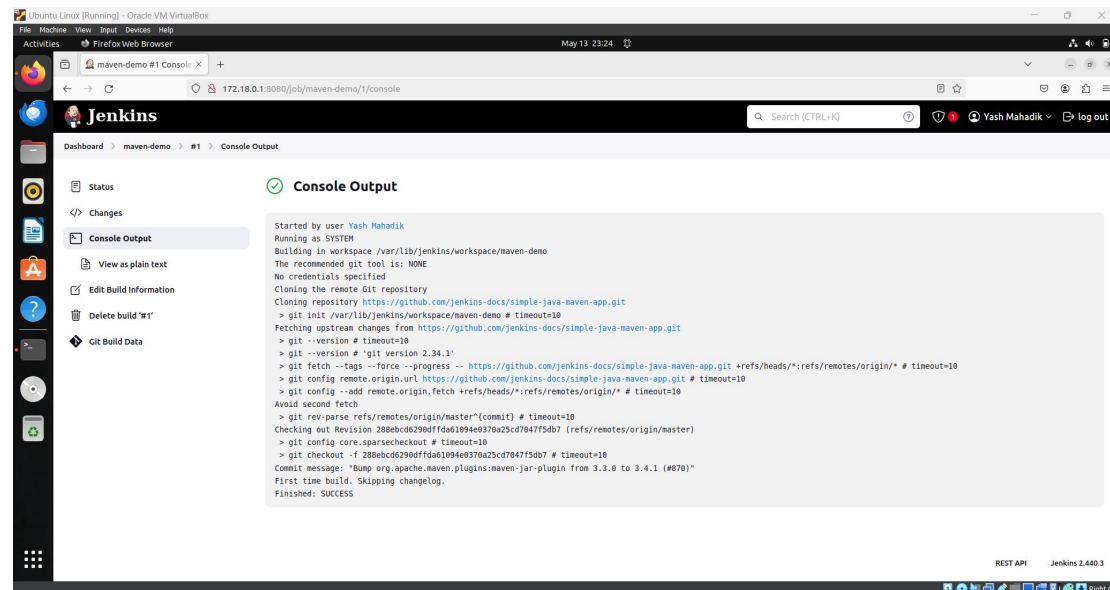 Ubuntu Linux [Running] - Oracle VM VirtualBox
File Machine View Input Devices Help
Activities Firefox Web Browser May 13 23:24
maven-demo #1 Console
172.18.0.1:8080/job/maven-demo/1/console
Jenkins Search (CTRL+K) 1 Yash Mahadik log out
Dashboard > maven-demo > #1 > Console Output
Status
Changes
Console Output
View as plain text
Edit Build Information
Delete build '#1'
Git Build Data
Console Output
Started by user Yash Mahadik
Running as SYSTEM
Building in workspace /var/lib/jenkins/workspace/maven-demo
The recommended git tool is: NONE
No credentials specified
Cloning the remote Git repository
Cloning repository https://github.com/jenkins-docs/simple-java-maven-app.git
> git init /var/lib/jenkins/workspace/maven-demo # timeout=10
Fetching upstream changes from https://github.com/jenkins-docs/simple-java-maven-app.git
> git --version # timeout=10
> git --version # 'git version 2.34.1'
> git fetch --tags --force --progress -- https://github.com/jenkins-docs/simple-java-maven-app.git +refs/heads/*:refs/remotes/origin/* # timeout=10
> git config remote.origin.url https://github.com/jenkins-docs/simple-java-maven-app.git # timeout=10
> git config --add remote.origin.fetch +refs/heads/*:refs/remotes/origin/* # timeout=10
Avoid second fetch
> git rev-parse refs/remotes/origin/master^{commit} # timeout=10
Checking out Revision 288ebcd6290dffda61094e0370a25cd7047f5db7 (refs/remotes/origin/master)
> git config core.sparsecheckout # timeout=10
> git checkout -f 288ebcd6290dffda61094e0370a25cd7047f5db7 # timeout=10
Commit message: "Bump org.apache.maven.plugins:maven-jar-plugin from 3.3.0 to 3.4.1 (#870)"
First time build. Skipping changelog.
Finished: SUCCESS
REST API Jenkins 2.440.3
Right